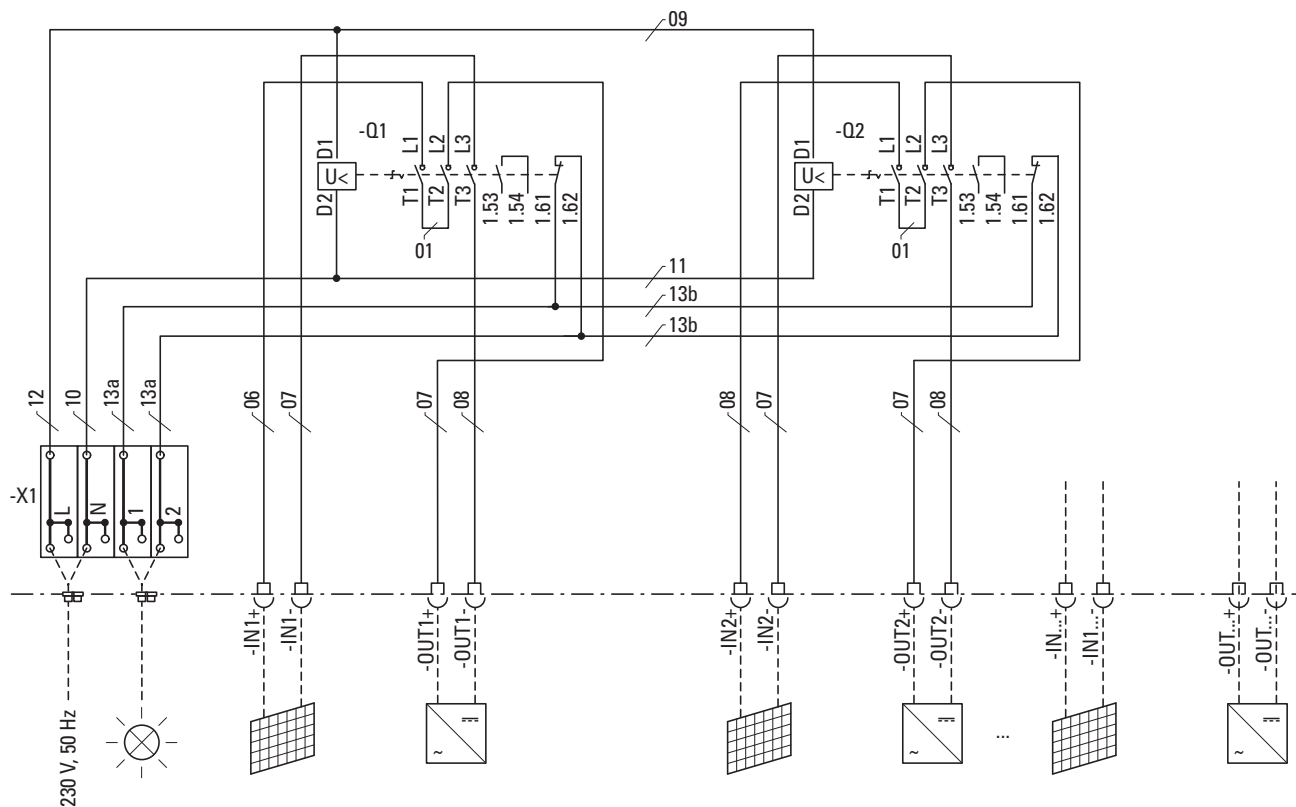 09
-Q1
D1
U<
D2
L1
L2
L3
T1
T2
T3
1.53
1.54
1.61
1.62
01
-Q2
D1
U<
D2
L1
L2
L3
T1
T2
T3
1.53
1.54
1.61
1.62
01
11
13b
13b
12
10
13a
13a
06
07
07
08
08
07
07
08
-X1
L
N
1
2
-IN1+
-IN1-
-OUT1+
-OUT1-
-IN2+
-IN2-
-OUT2+
-OUT2-
-IN...+
-IN1...-
-OUT...+
-OUT...-
230 V, 50 Hz
~
~
...
~